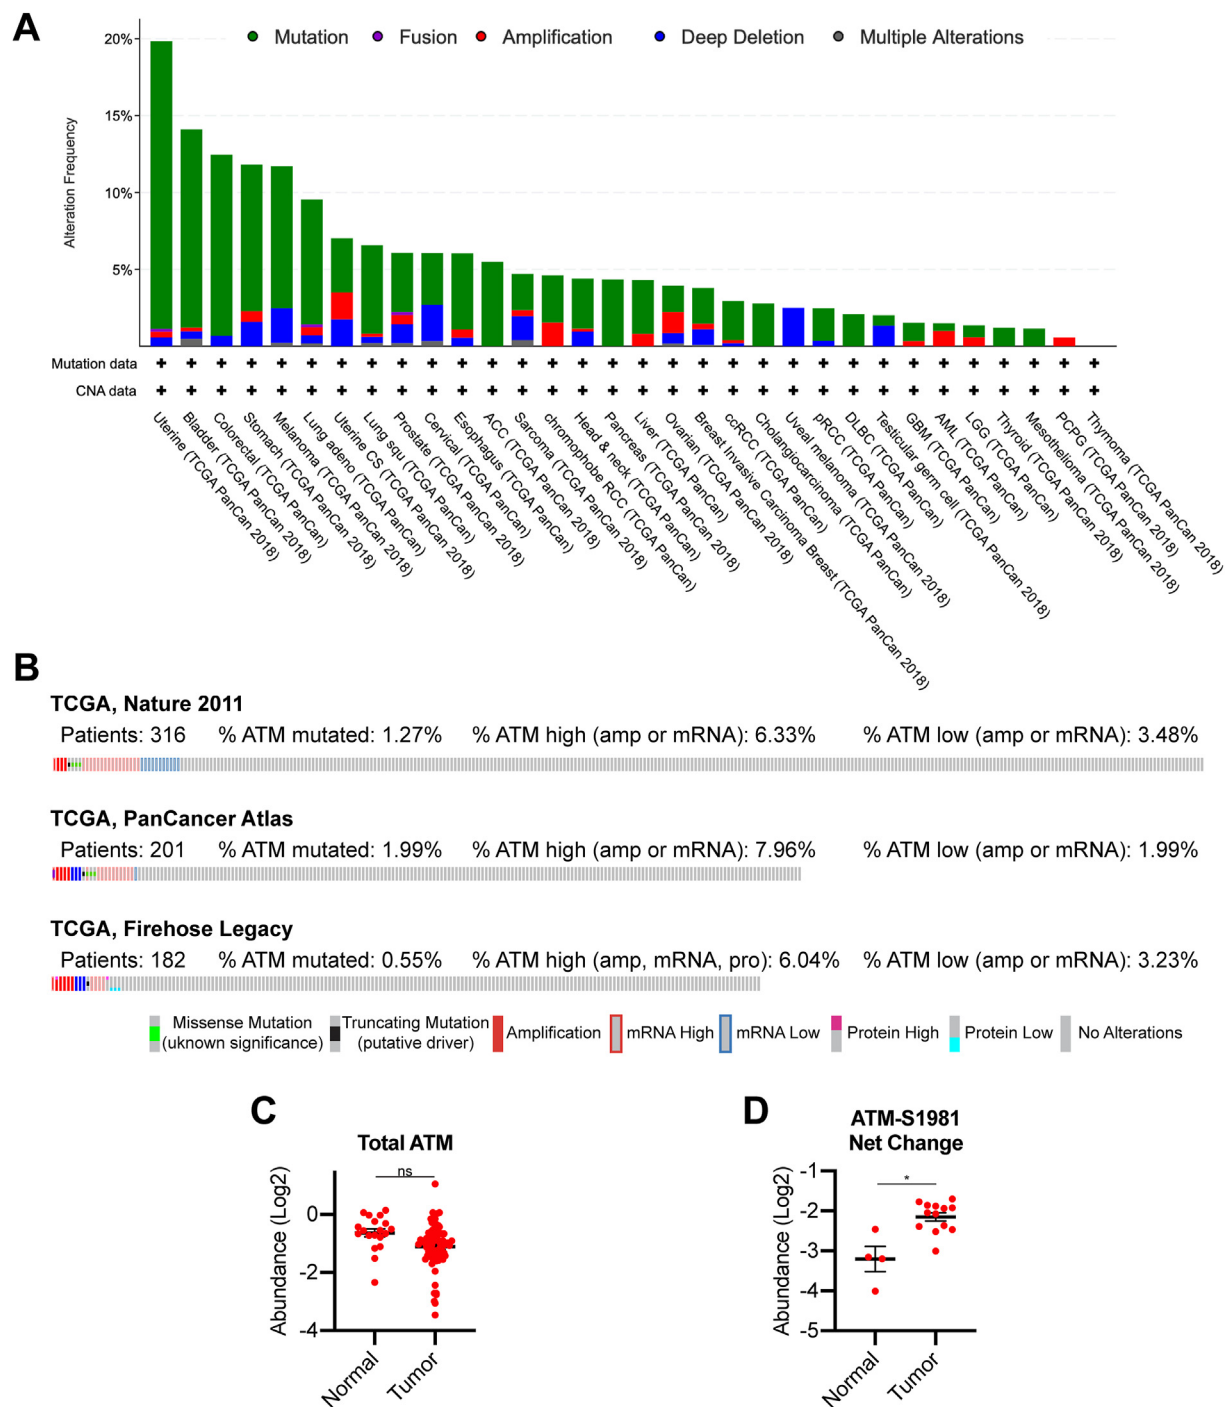 A
Mutation Fusion Amplification Deep Deletion Multiple Alterations
20%
15%
10%
5%
Alteration Frequency
Mutation data
CNA data
Uterine (TCGA PanCan 2018)
Bladder (TCGA PanCan 2018)
Colorectal (TCGA PanCan)
Stomach (TCGA PanCan 2018)
Melanoma (TCGA PanCan 2018)
Lung adeno (TCGA PanCan)
Uterine CS (TCGA PanCan 2018)
Lung squ (TCGA PanCan)
Prostate (TCGA PanCan 2018)
Cervical (TCGA PanCan)
Esophagus (TCGA PanCan)
ACC (TCGA PanCan 2018)
Sarcoma (TCGA PanCan 2018)
chromophobe RCC (TCGA PanCan)
Head & neck (TCGA PanCan)
Pancreas (TCGA PanCan 2018)
Liver (TCGA PanCan)
Ovarian (TCGA PanCan 2018)
Breast Invasive Carcinoma Breast (TCGA PanCan 2018)
ccRCC (TCGA PanCan)
Cholangiocarcinoma (TCGA PanCan)
Uveal melanoma (TCGA PanCan 2018)
pRCC (TCGA PanCan)
DLBC (TCGA PanCan)
Testicular germ cell (TCGA PanCan 2018)
GBM (TCGA PanCan)
AML (TCGA PanCan)
LGG (TCGA PanCan)
Thyroid (TCGA PanCan 2018)
Mesothelioma (TCGA PanCan 2018)
PCPG (TCGA PanCan 2018)
Thymoma (TCGA PanCan 2018)
B
TCGA, Nature 2011
Patients: 316 % ATM mutated: 1.27% % ATM high (amp or mRNA): 6.33% % ATM low (amp or mRNA): 3.48%
TCGA, PanCancer Atlas
Patients: 201 % ATM mutated: 1.99% % ATM high (amp or mRNA): 7.96% % ATM low (amp or mRNA): 1.99%
TCGA, Firehose Legacy
Patients: 182 % ATM mutated: 0.55% % ATM high (amp, mRNA, pro): 6.04% % ATM low (amp or mRNA): 3.23%
Missense Mutation (uknown significance)
Truncating Mutation (putative driver)
Amplification
mRNA High
mRNA Low
Protein High
Protein Low
No Alterations
C
Total ATM
ns
Abundance (Log2)
0
-2
-4
Normal
Tumor
D
ATM-S1981
Net Change
*
Abundance (Log2)
-1
-2
-3
-4
-5
Normal
Tumor